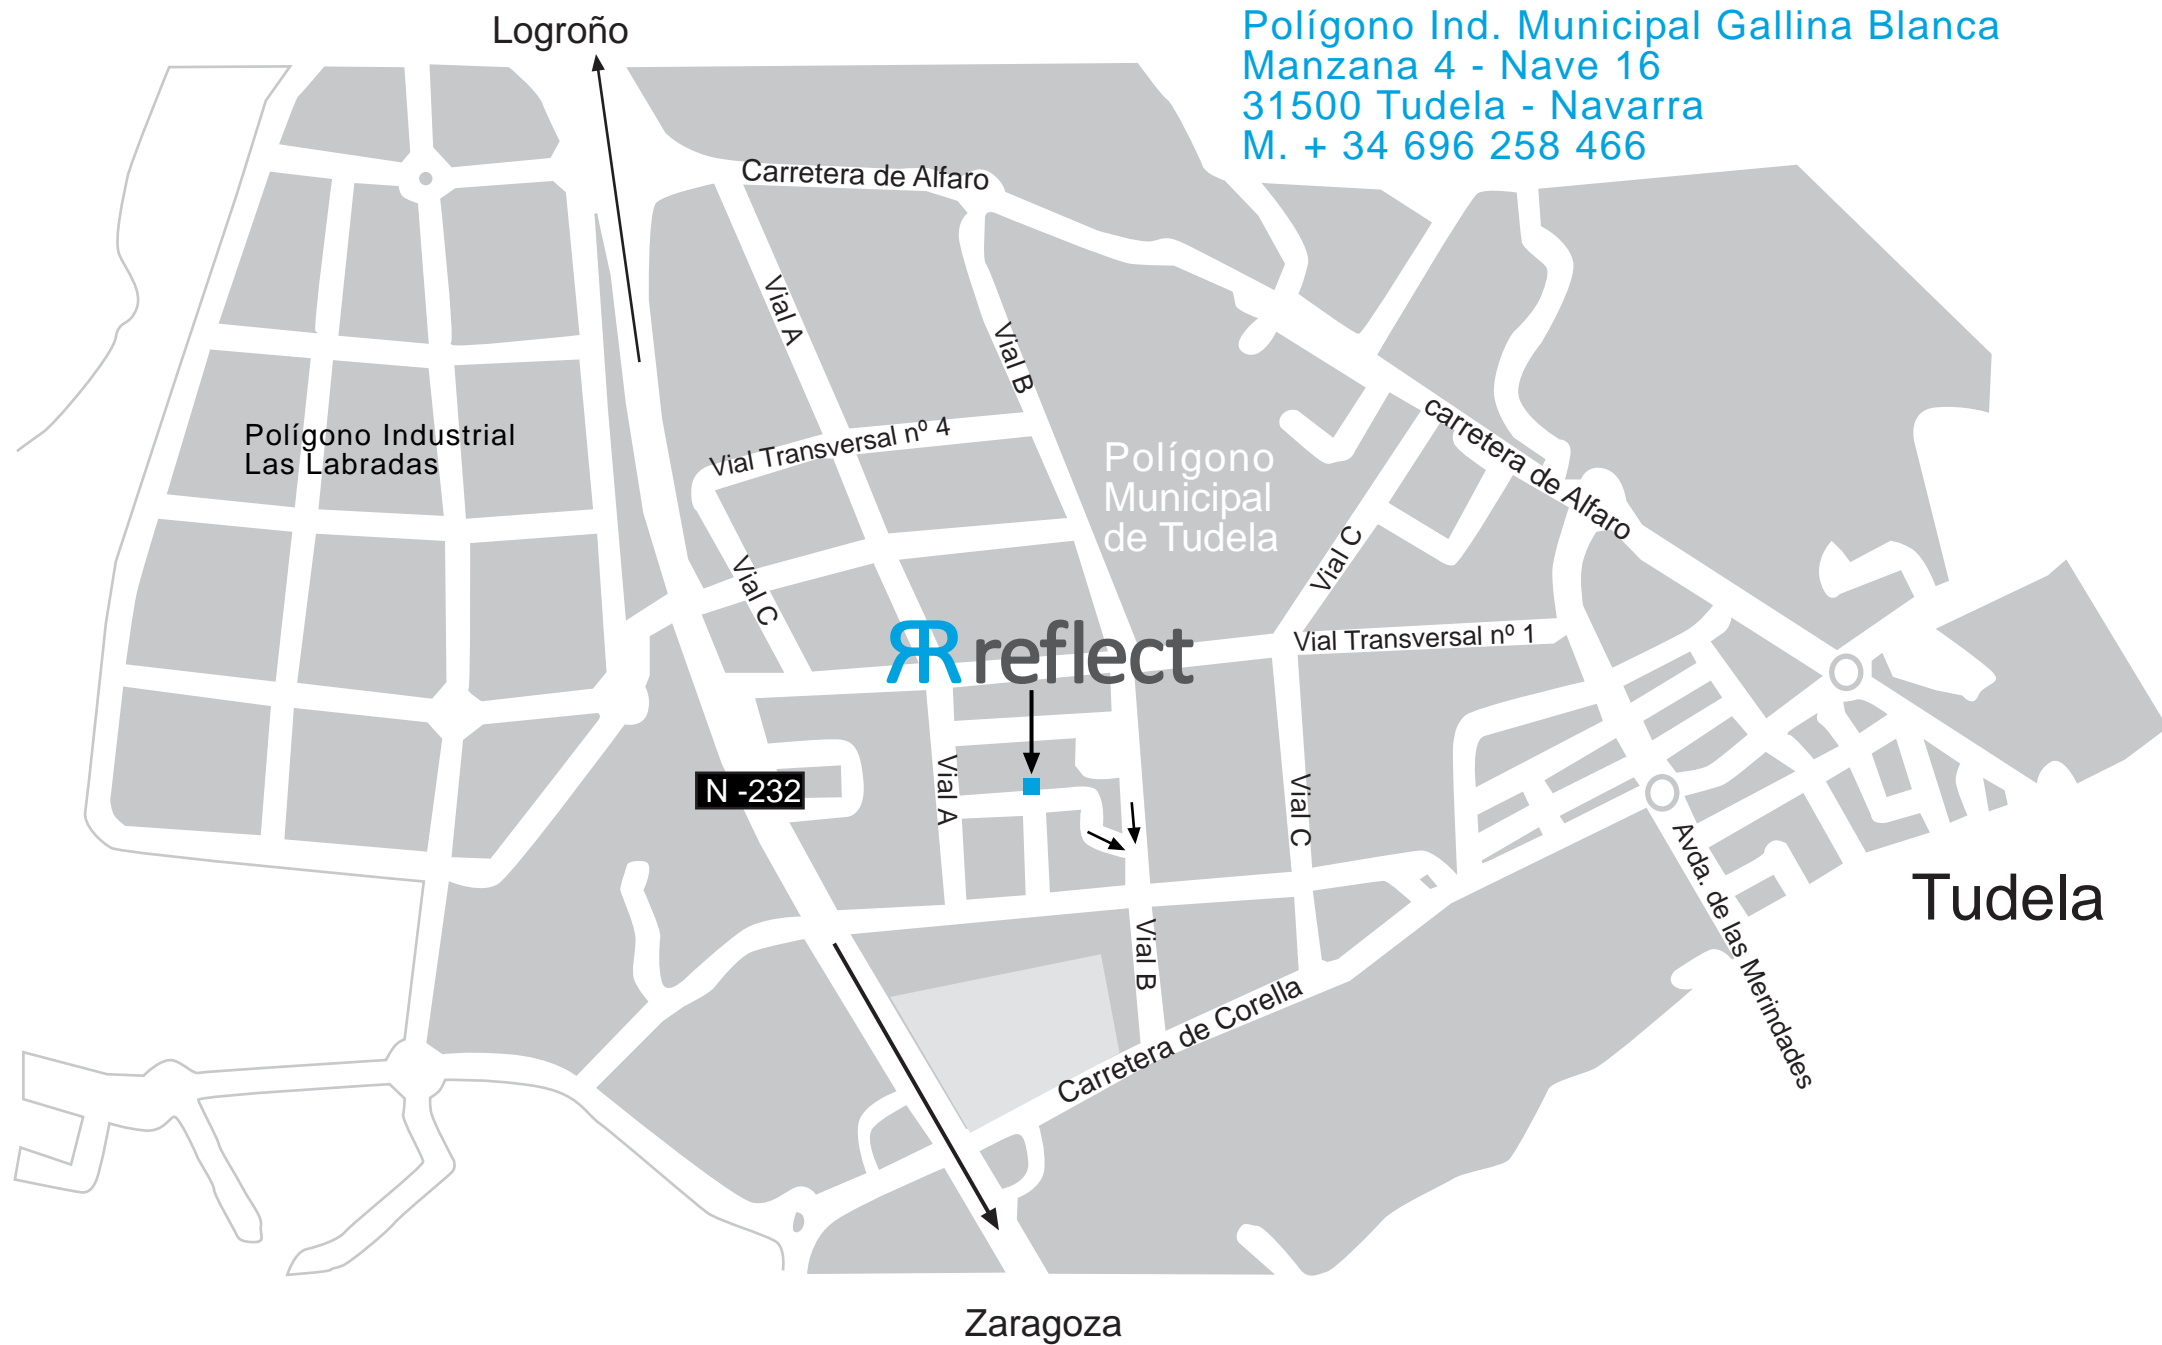 Logroño
Polígono Ind. Municipal Gallina Blanca
Manzana 4 - Nave 16
31500 Tudela - Navarra
M. + 34 696 258 466
Carretera de Alfaro
Vial A
Vial B
carretera de Alfaro
Polígono Industrial
Las Labradas
Vial Transversal nº 4
Polígono
Municipal
de Tudela
Vial C
Vial C
RR reflect
Vial Transversal nº 1
N -232
Vial A
Vial C
Avda. de las Merindades
Tudela
Vial B
Carretera de Corella
Zaragoza